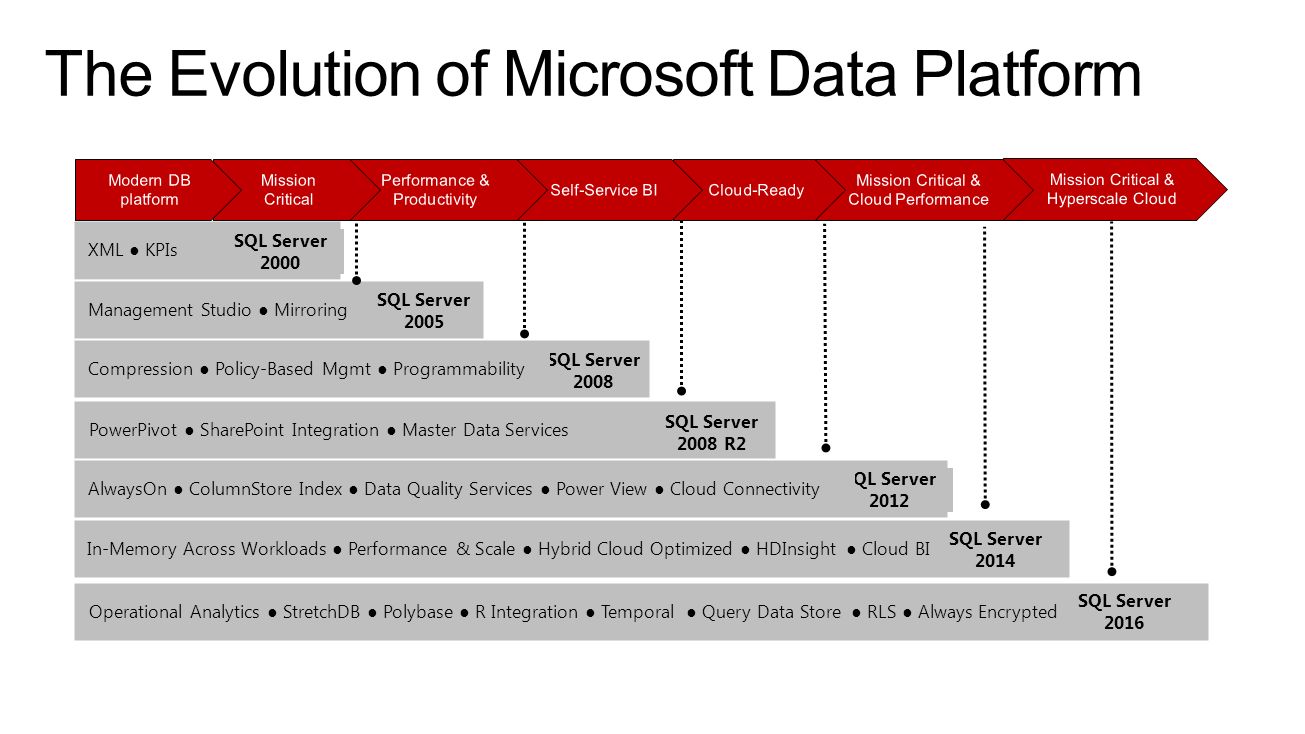 The Evolution of Microsoft Data Platform
Modern DB
platform
Mission
Critical
Performance &
Productivity
Self-Service BI
Cloud-Ready
Mission Critical &
Cloud Performance
Mission Critical &
Hyperscale Cloud
XML ● KPIs
SQL Server
2000
Management Studio ● Mirroring
SQL Server
2005
Compression ● Policy-Based Mgmt ● Programmability
SQL Server
2008
PowerPivot ● SharePoint Integration ● Master Data Services
SQL Server
2008 R2
AlwaysOn ● ColumnStore Index ● Data Quality Services ● Power View ● Cloud Connectivity
QL Server
2012
In-Memory Across Workloads ● Performance & Scale ● Hybrid Cloud Optimized ● HDInsight ● Cloud BI
SQL Server
2014
Operational Analytics ● StretchDB ● Polybase ● R Integration ● Temporal ● Query Data Store ● RLS ● Always Encrypted
SQL Server
2016